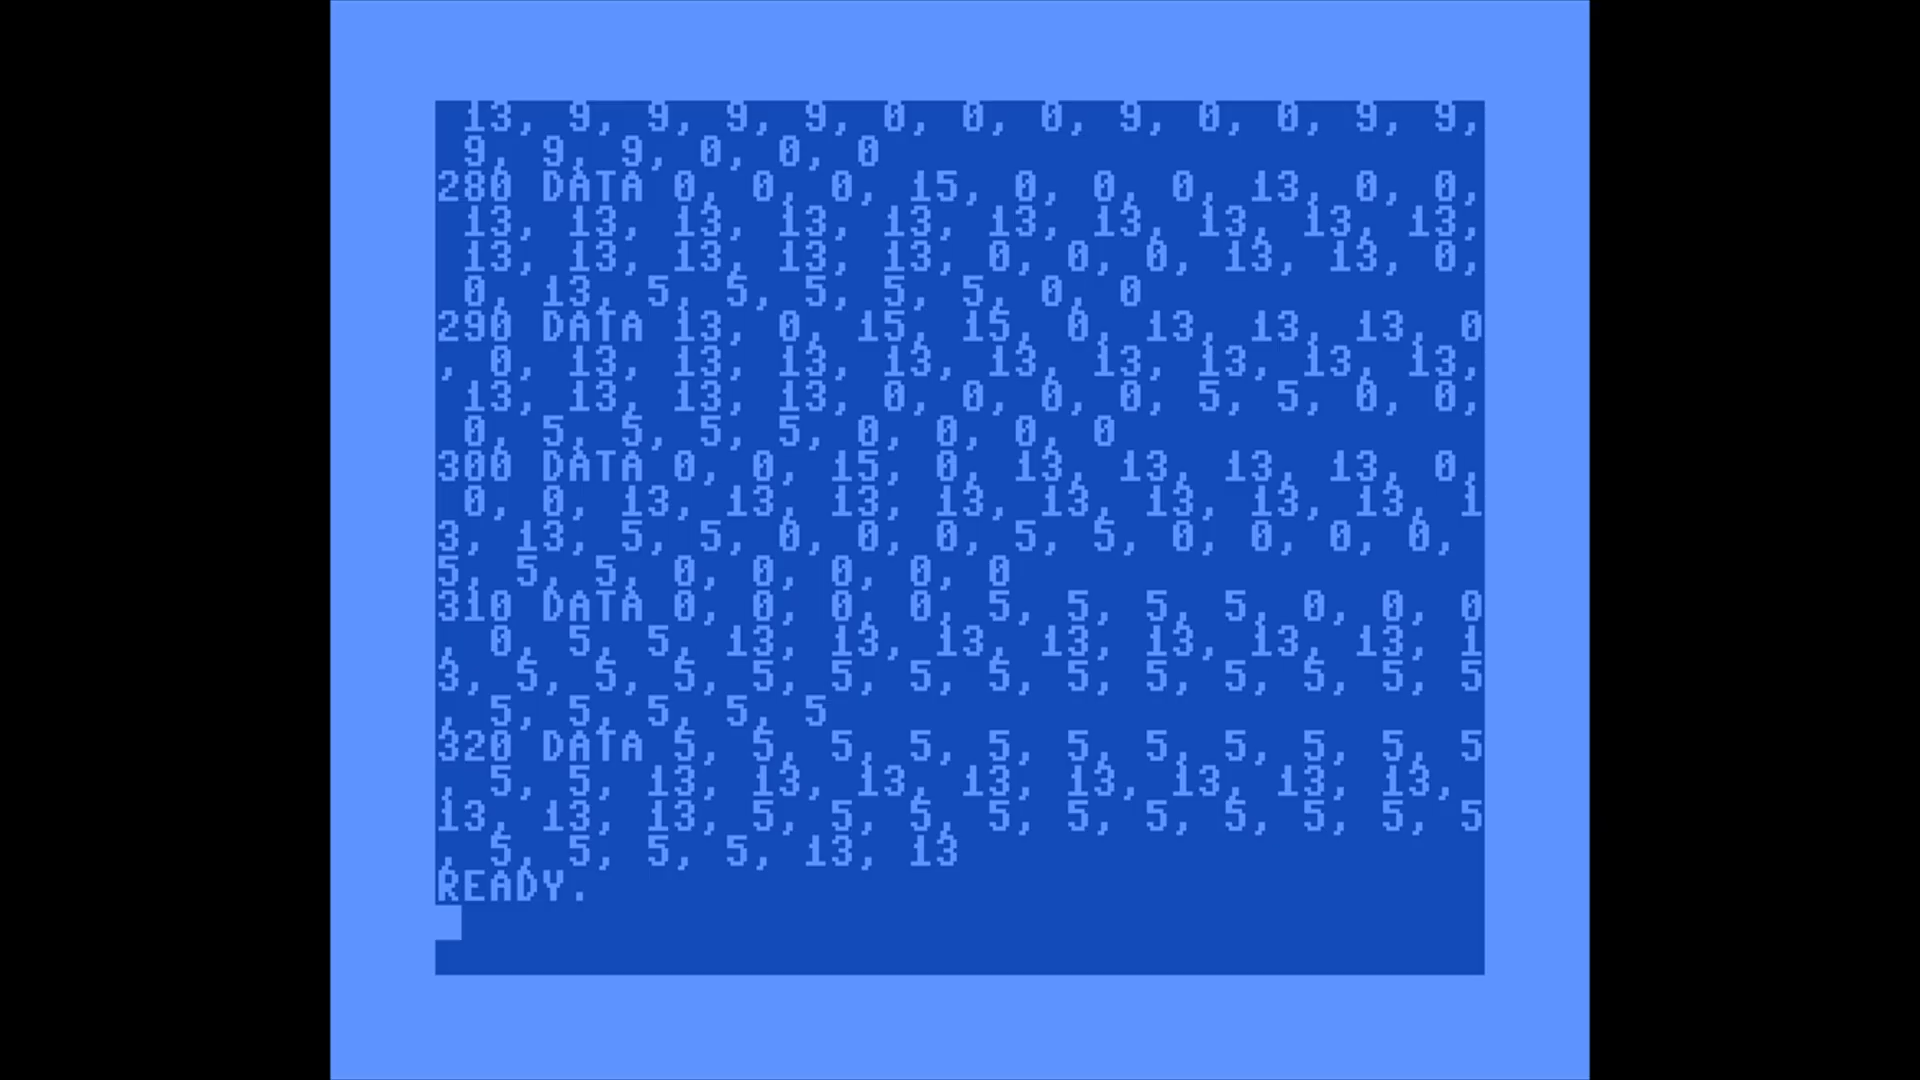 13, 9, 9, 9, 9, 0, 0, 0, 9, 0, 0, 9, 9,
9, 9, 9, 0, 0, 0
280 DATA 0, 0, 0, 15, 0, 0, 0, 13, 0, 0,
13, 13, 13, 13, 13, 13, 13, 13, 13, 13,
13, 13, 13, 13, 13, 0, 0, 0, 13, 13, 0,
0, 13, 5, 5, 5, 5, 5, 0, 0
290 DATA 13, 0, 15, 15, 0, 13, 13, 13, 0
, 0, 13, 13, 13, 13, 13, 13, 13, 13, 13,
13, 13, 13, 13, 0, 0, 0, 0, 5, 5, 0, 0,
0, 5, 5, 5, 5, 0, 0, 0, 0
300 DATA 0, 0, 15, 0, 13, 13, 13, 13, 0,
0, 0, 13, 13, 13, 13, 13, 13, 13, 13, 1
3, 13, 5, 5, 0, 0, 0, 5, 5, 0, 0, 0, 0,
5, 5, 5, 0, 0, 0, 0, 0
310 DATA 0, 0, 0, 0, 5, 5, 5, 5, 0, 0, 0
, 0, 5, 5, 13, 13, 13, 13, 13, 13, 13, 1
3, 5, 5, 5, 5, 5, 5, 5, 5, 5, 5, 5, 5, 5
, 5, 5, 5, 5, 5
320 DATA 5, 5, 5, 5, 5, 5, 5, 5, 5, 5, 5
, 5, 5, 13, 13, 13, 13, 13, 13, 13, 13,
13, 13, 13, 5, 5, 5, 5, 5, 5, 5, 5, 5, 5
, 5, 5, 5, 5, 13, 13
READY.